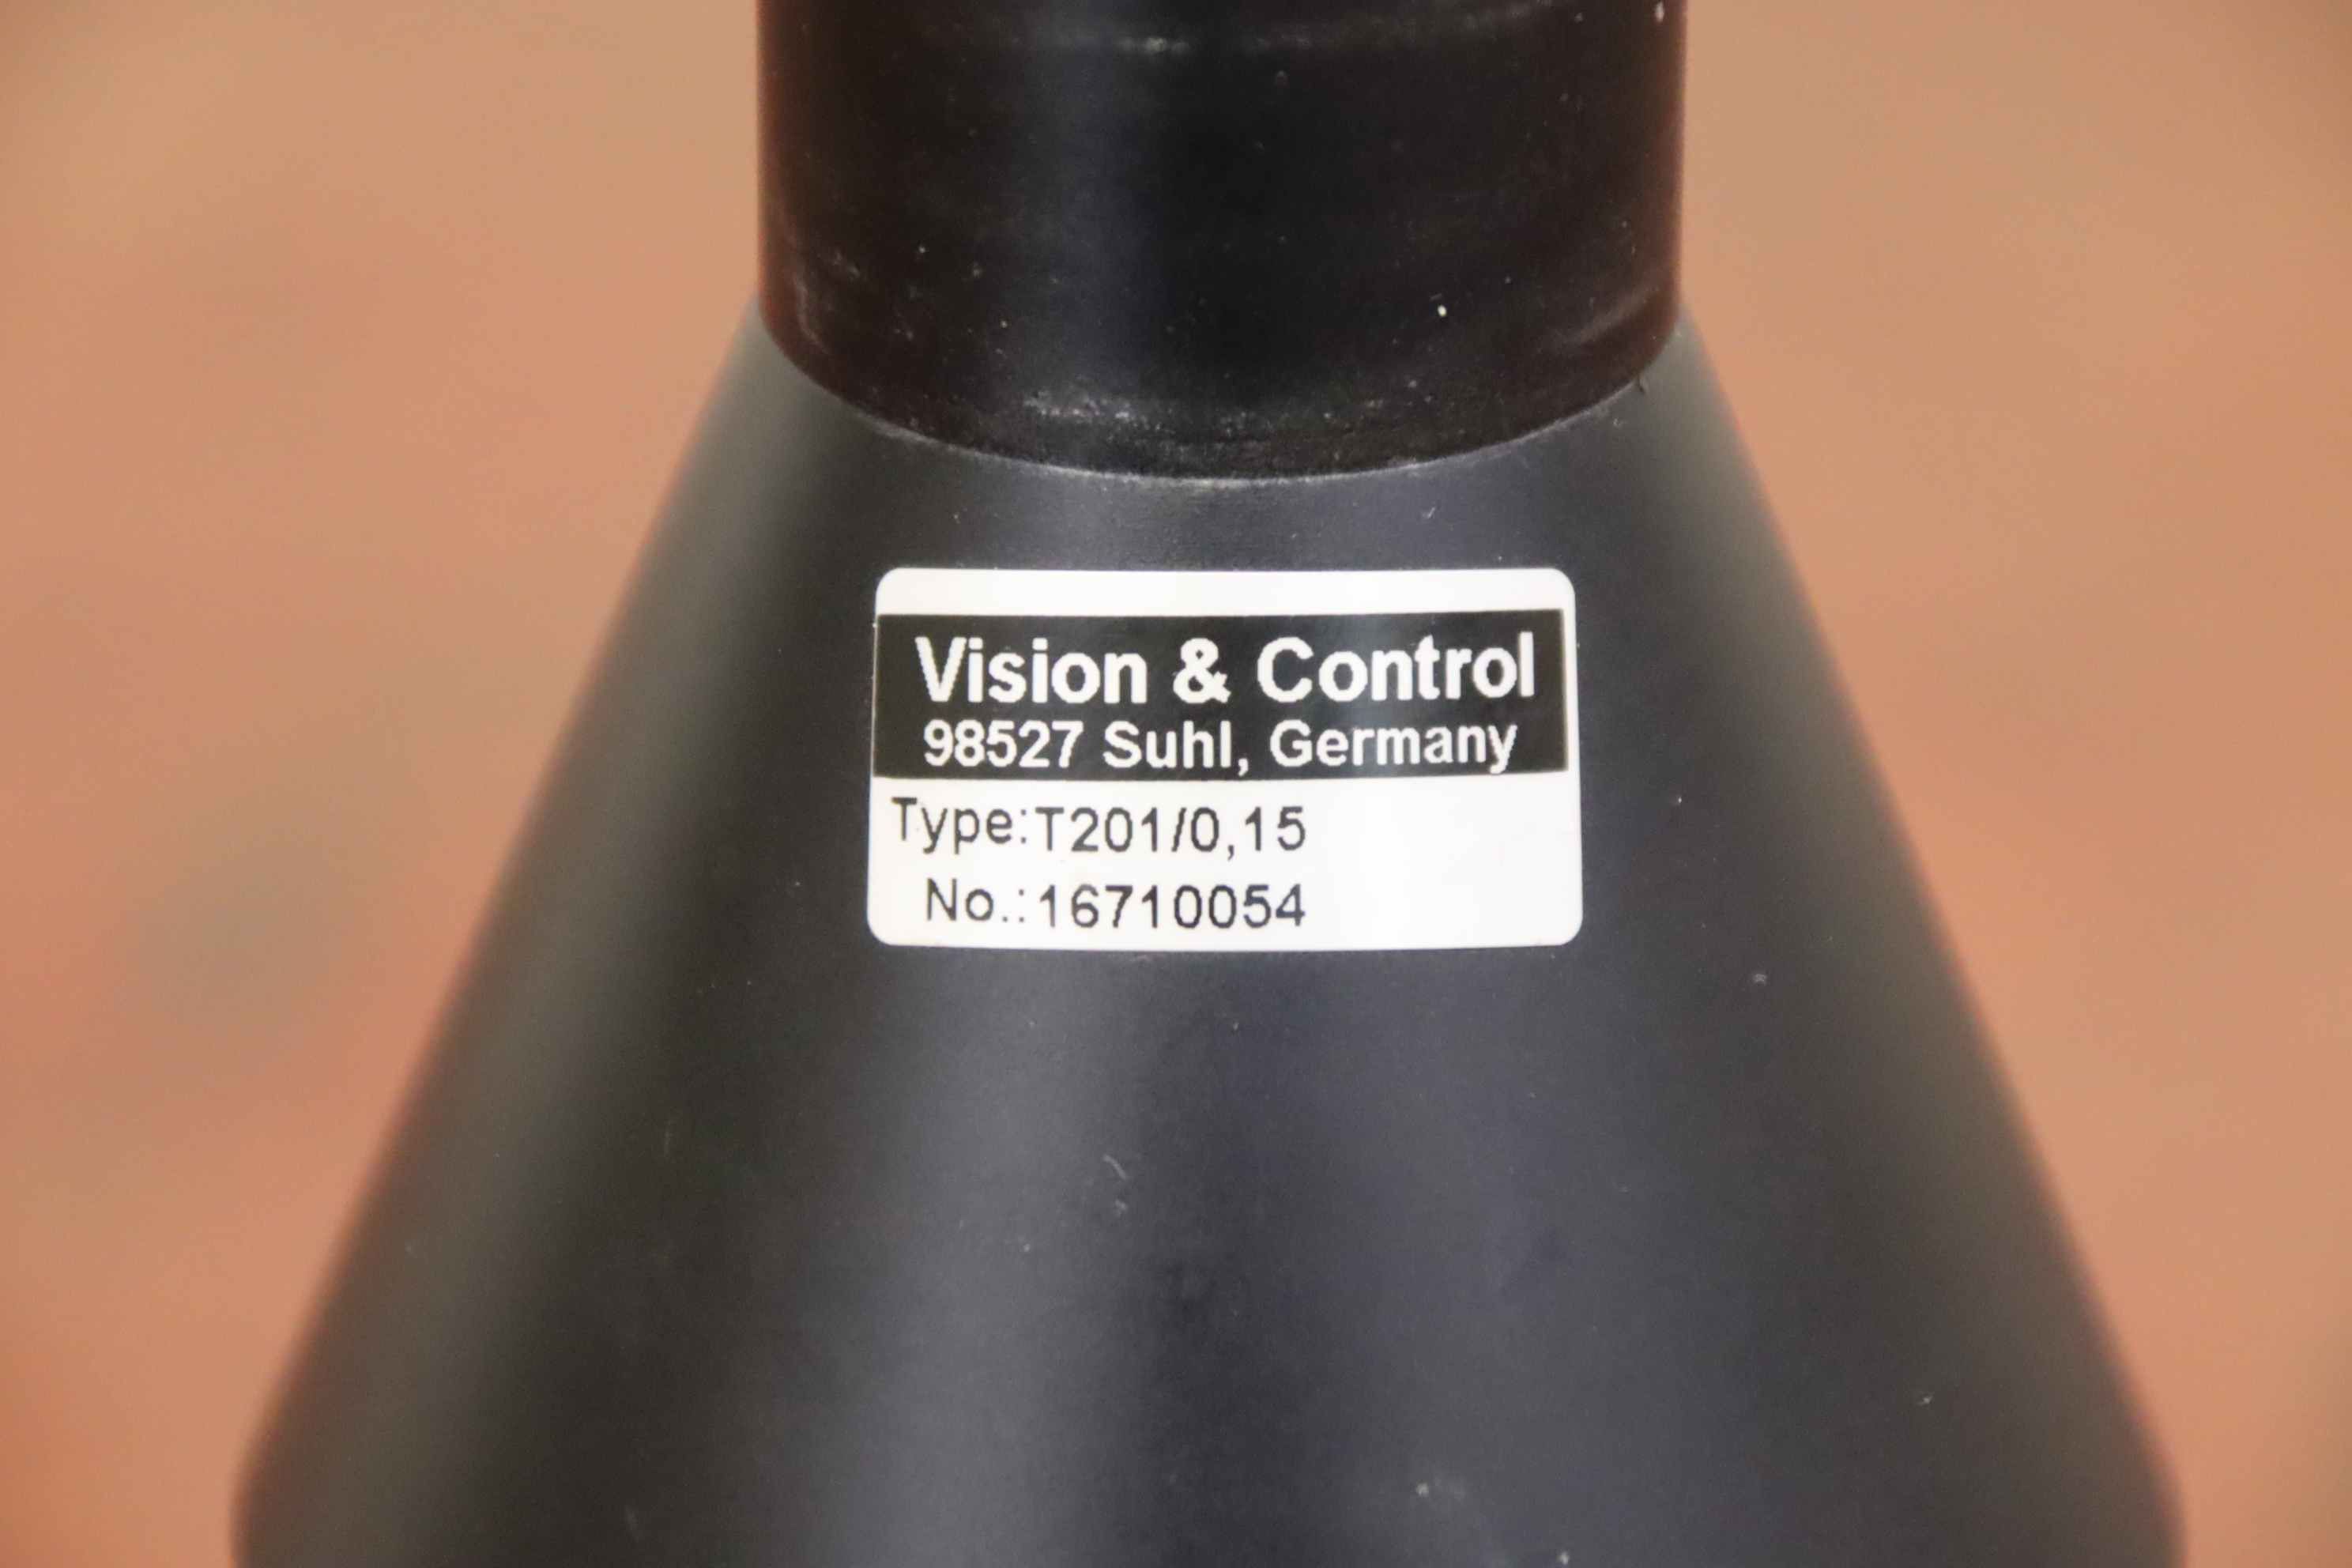 Vision & Control
98527 Suhl, Germany
Type:T201/0,15
No.:16710054